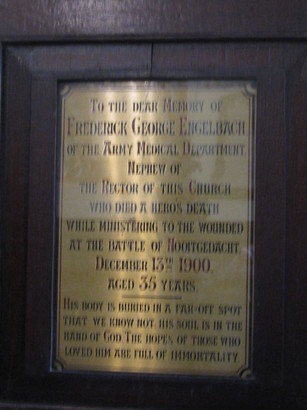 To the dear Memory of
Frederick George Engelbach,
of the Army Medical Department.
Nephew of
the Rector of this Church
who died a hero's death
while ministering to the wounded
at the battle of Nooitgedacht,
December 13th 1900,
aged 35 years.
His body is buried in a far-off spot
that we know not, his soul is in the
hand of God. The hopes of those who
loved him are full of immortality